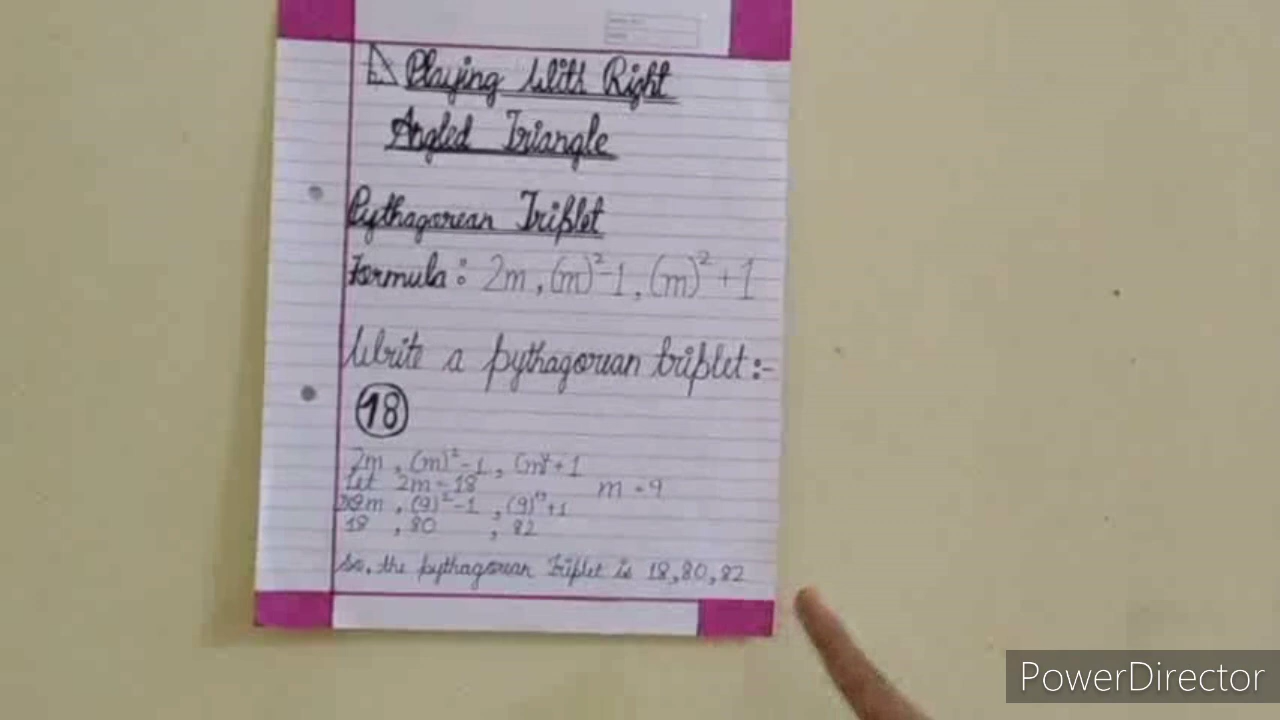 Playing With Right
Angled Triangle
Pythagorean Triplet
Formula : 2m , (m)²-1 , (m)² + 1
Write a pythagorian triplet :-
18
2m , (m)²-1 , (m)²+1
Let 2m = 18 m = 9
m , (9)²-1 , (9)²+1
18 , 80 , 82
So, the pythagorean Triplet is 18,80,82
PowerDirector